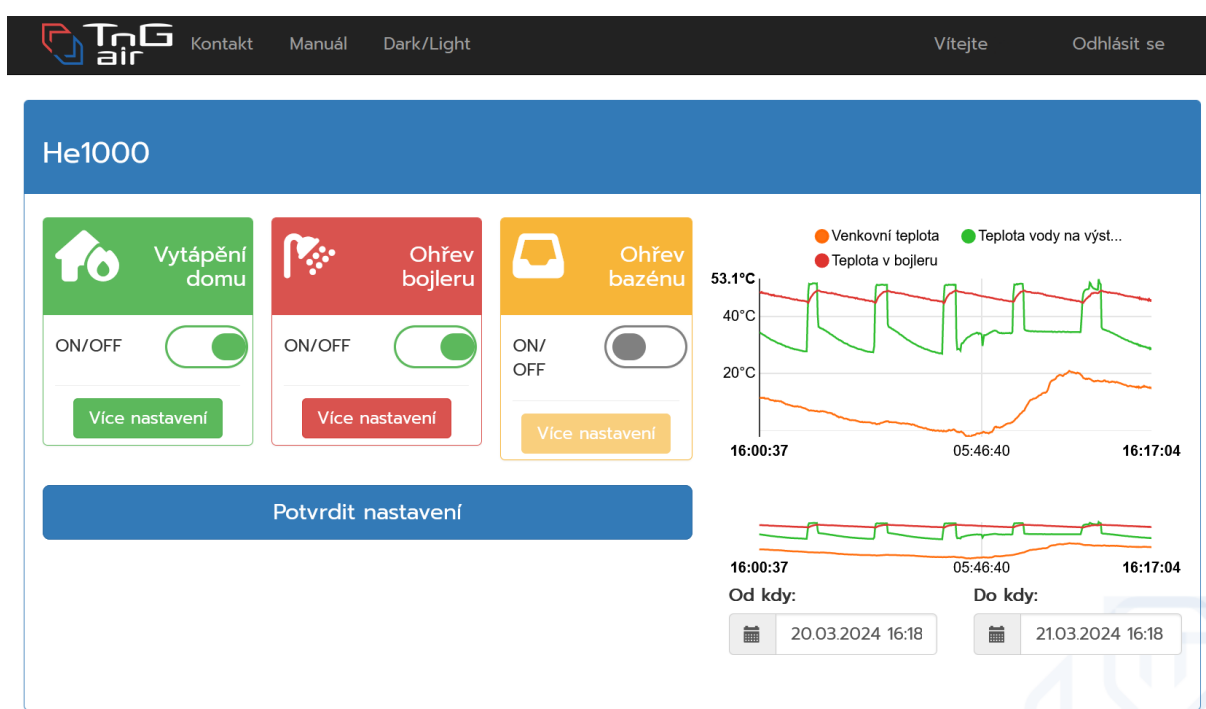 TnG
air
Kontakt
Manuál
Dark/Light
Vítejte
Odhlásit se
He1000
Vytápění
domu
ON/OFF
Více nastavení
Ohřev
bojleru
ON/OFF
Více nastavení
Ohřev
bazénu
ON/
OFF
Více nastavení
Potvrdit nastavení
Venkovní teplota
Teplota vody na výst...
Teplota v bojleru
53.1°C
40°C
20°C
16:00:37
05:46:40
16:17:04
16:00:37
05:46:40
16:17:04
Od kdy:
Do kdy:
20.03.2024 16:18
21.03.2024 16:18